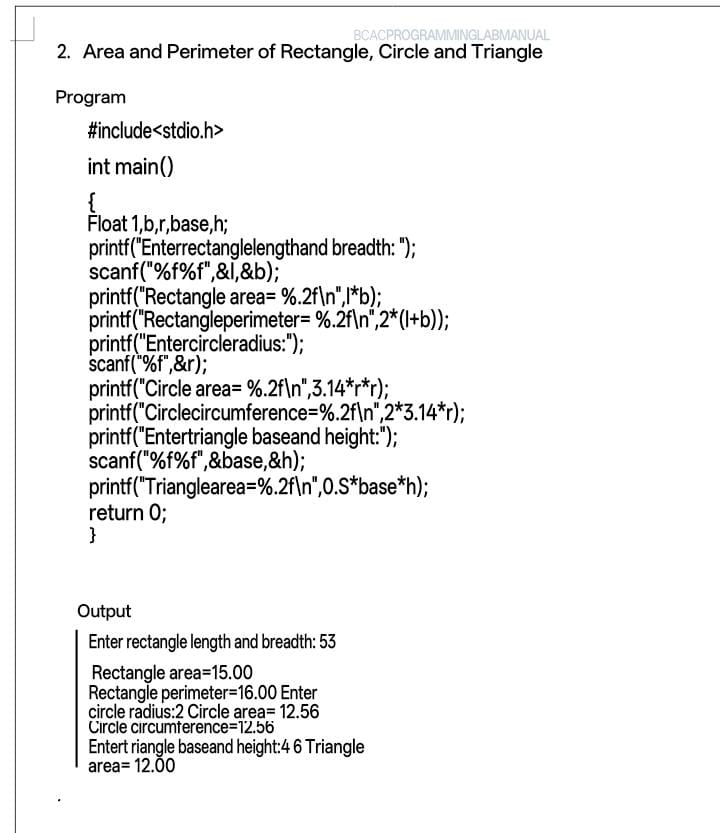 BCACPROGRAMMINGLABMANUAL
2. Area and Perimeter of Rectangle, Circle and Triangle
Program
#include<stdio.h>
int main()
{
Float 1,b,r,base,h;
printf("Enterrectanglelengthand breadth: ");
scanf("%f%f",&l,&b);
printf("Rectangle area= %.2f\n",l*b);
printf("Rectangleperimeter= %.2f\n",2*(l+b));
printf("Entercircleradius:");
scanf("%f",&r);
printf("Circle area= %.2f\n",3.14*r*r);
printf("Circlecircumference=%.2f\n",2*3.14*r);
printf("Entertriangle baseand height:");
scanf("%f%f",&base,&h);
printf("Trianglearea=%.2f\n",0.S*base*h);
return 0;
}
Output
Enter rectangle length and breadth: 53
Rectangle area=15.00
Rectangle perimeter=16.00 Enter
circle radius:2 Circle area= 12.56
Circle circumference=12.56
Entert riangle baseand height:4 6 Triangle
area= 12.00
.